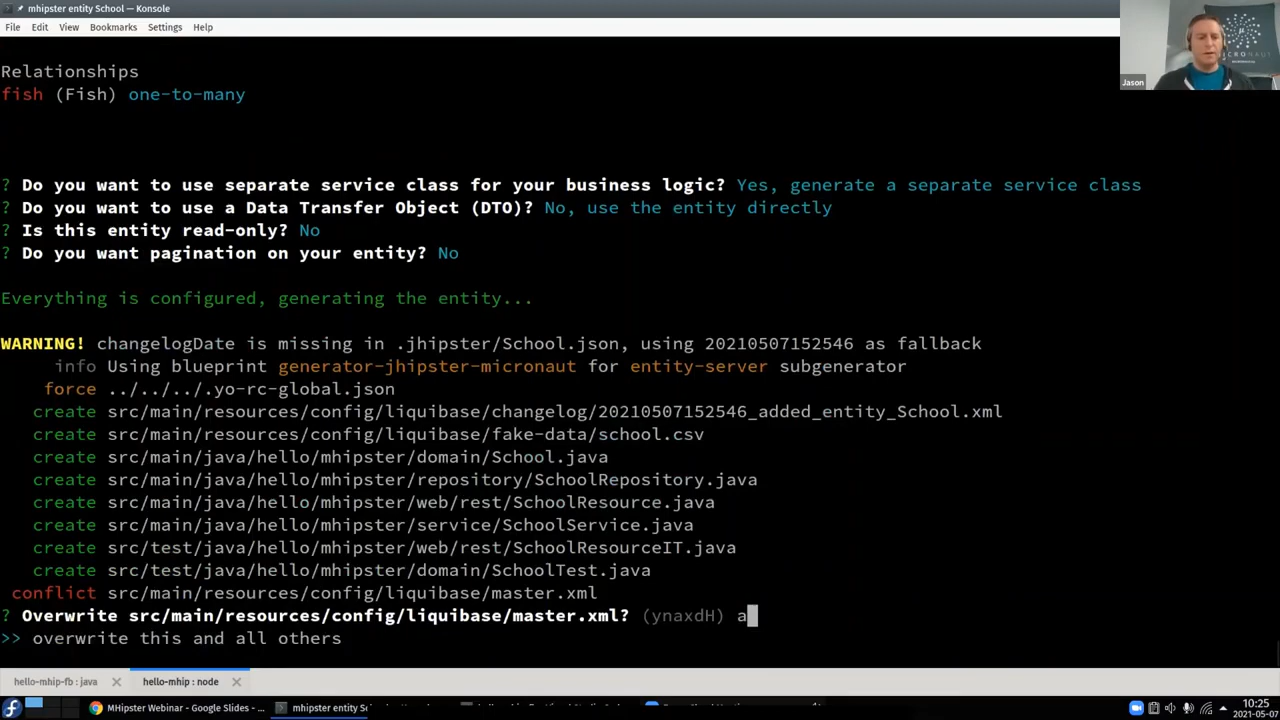 mhipster entity School — Konsole
File Edit View Bookmarks Settings Help
Jason
Relationships
fish (Fish) one-to-many
? Do you want to use separate service class for your business logic? Yes, generate a separate service class
? Do you want to use a Data Transfer Object (DTO)? No, use the entity directly
? Is this entity read-only? No
? Do you want pagination on your entity? No
Everything is configured, generating the entity...
WARNING! changelogDate is missing in .jhipster/School.json, using 20210507152546 as fallback
info Using blueprint generator-jhipster-micronaut for entity-server subgenerator
force ../../../.yo-rc-global.json
create src/main/resources/config/liquibase/changelog/20210507152546_added_entity_School.xml
create src/main/resources/config/liquibase/fake-data/school.csv
create src/main/java/hello/mhipster/domain/School.java
create src/main/java/hello/mhipster/repository/SchoolRepository.java
create src/main/java/hello/mhipster/web/rest/SchoolResource.java
create src/main/java/hello/mhipster/service/SchoolService.java
create src/test/java/hello/mhipster/web/rest/SchoolResourceIT.java
create src/test/java/hello/mhipster/domain/SchoolTest.java
conflict src/main/resources/config/liquibase/master.xml
? Overwrite src/main/resources/config/liquibase/master.xml? (ynaxdH) a
>> overwrite this and all others
hello-mhip-fb : java hello-mhip : node
MHipster Webinar - Google Slides - ... mhipster entity Sc
10:25
2021-05-07